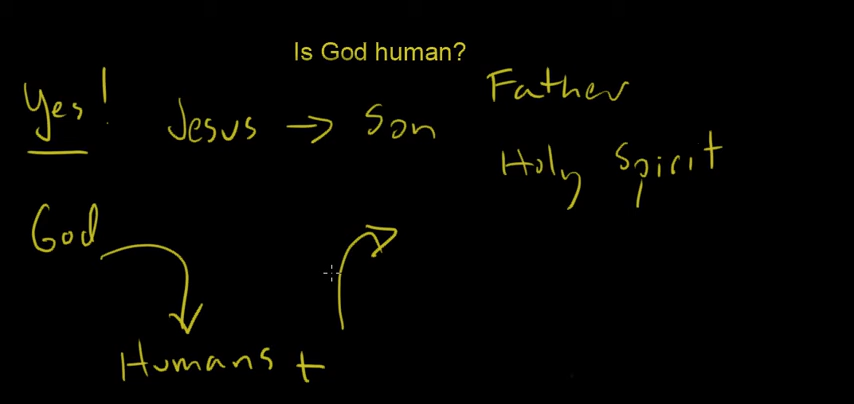 Is God human?
Yes!
Jesus → Son
Father
Holy Spirit
God
Humans +